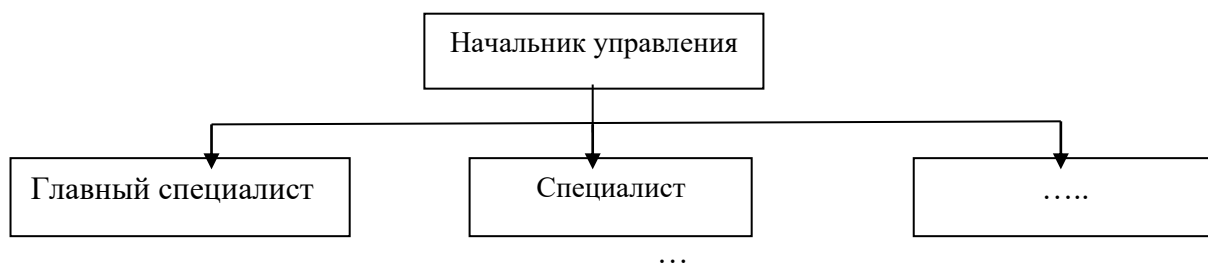 Начальник управления
Главный специалист
Специалист
…..
…